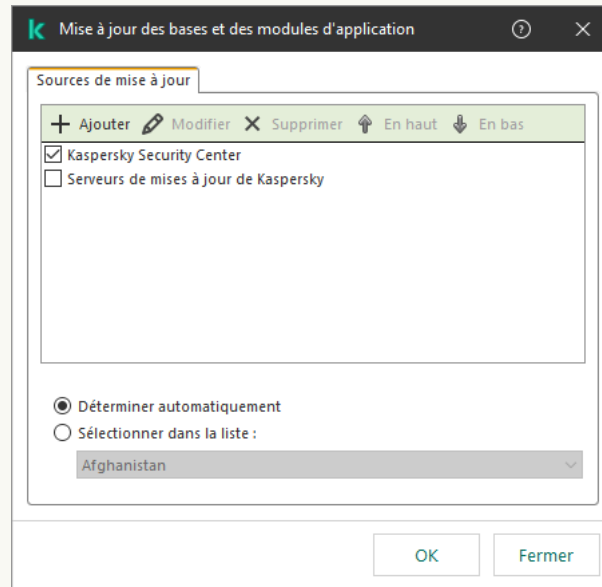 Mise à jour des bases et des modules d'application
Sources de mise à jour
Ajouter Modifier Supprimer En haut En bas
Kaspersky Security Center
Serveurs de mises à jour de Kaspersky
Déterminer automatiquement
Sélectionner dans la liste :
Afghanistan
OK Fermer